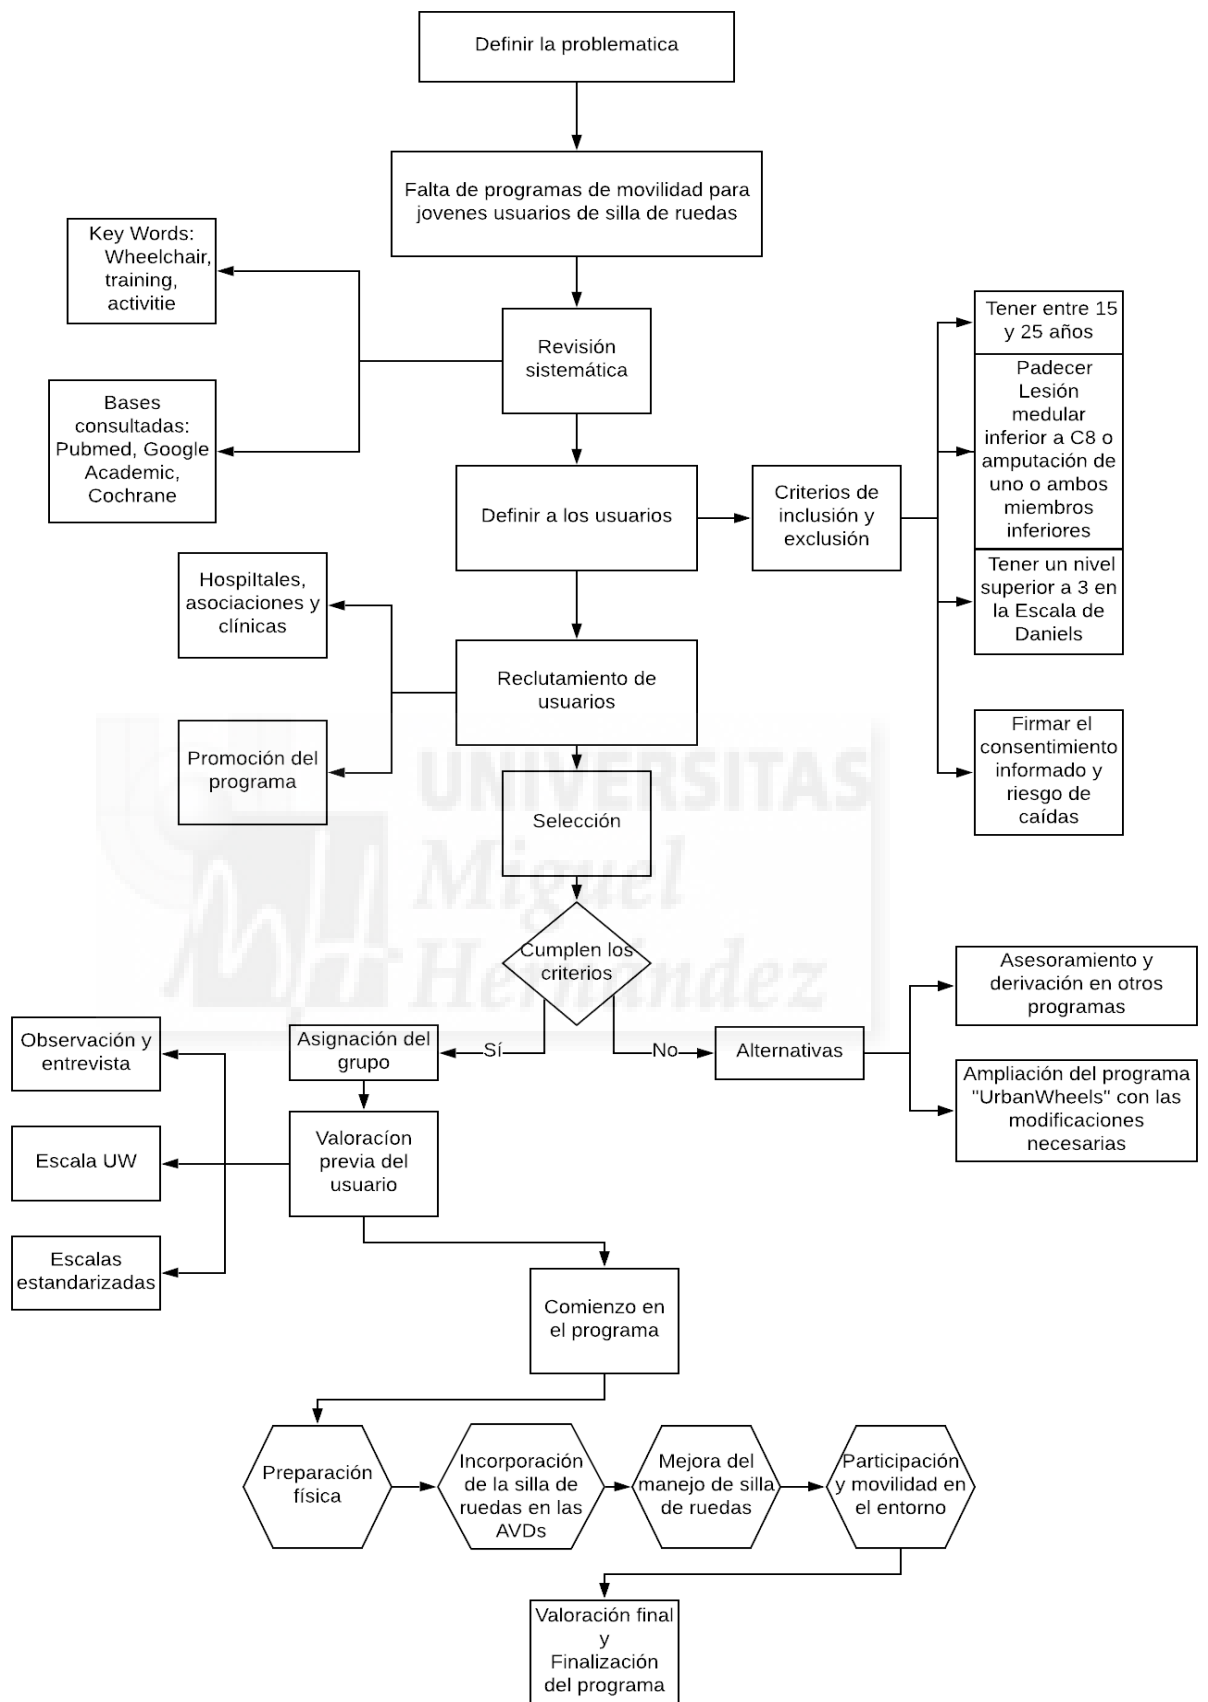 Definir la problematica
Falta de programas de movilidad para
jovenes usuarios de silla de ruedas
Key Words:
Wheelchair,
training,
activitie
Revisión
sistemática
Bases
consultadas:
Pubmed, Google
Academic,
Cochrane
Definir a los usuarios
Criterios de
inclusión y
exclusión
Tener entre 15
y 25 años
Padecer
Lesión
medular
inferior a C8 o
amputación de
uno o ambos
miembros
inferiores
Tener un nivel
superior a 3 en
la Escala de
Daniels
Firmar el
consentimiento
informado y
riesgo de
caídas
Hospiltales,
asociaciones y
clínicas
Reclutamiento de
usuarios
Promoción del
programa
Selección
UNIVERSITAS
Miguel
Hernández
Cumplen los
criterios
Sí
No
Asignación del
grupo
Alternativas
Asesoramiento y
derivación en otros
programas
Ampliación del programa
"UrbanWheels" con las
modificaciones
necesarias
Observación y
entrevista
Valoracíon
previa del
usuario
Escala UW
Escalas
estandarizadas
Comienzo en
el programa
Preparación
física
Incorporación
de la silla de
ruedas en las
AVDs
Mejora del
manejo de silla
de ruedas
Participación
y movilidad en
el entorno
Valoración final
y
Finalización
del programa